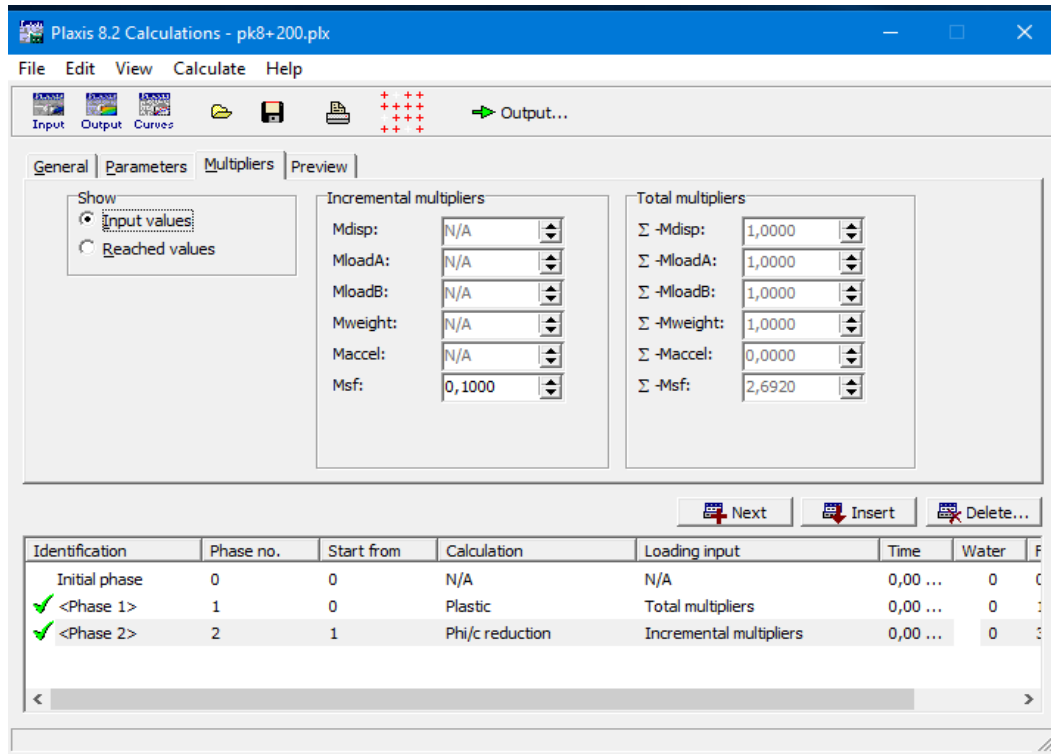 Plaxis 8.2 Calculations - pk8+200.plx
File Edit View Calculate Help
Input Output Curves Output...
General Parameters Multipliers Preview
Show
Input values
Reached values
Incremental multipliers
Mdisp: N/A
MloadA: N/A
MloadB: N/A
Mweight: N/A
Maccel: N/A
Msf: 0,1000
Total multipliers
Σ -Mdisp: 1,0000
Σ -MloadA: 1,0000
Σ -MloadB: 1,0000
Σ -Mweight: 1,0000
Σ -Maccel: 0,0000
Σ -Msf: 2,6920
Next Insert Delete...
Identification Phase no. Start from Calculation Loading input Time Water F
Initial phase 0 0 N/A N/A 0,00 ... 0
<Phase 1> 1 0 Plastic Total multipliers 0,00 ... 0
<Phase 2> 2 1 Phi/c reduction Incremental multipliers 0,00 ... 0